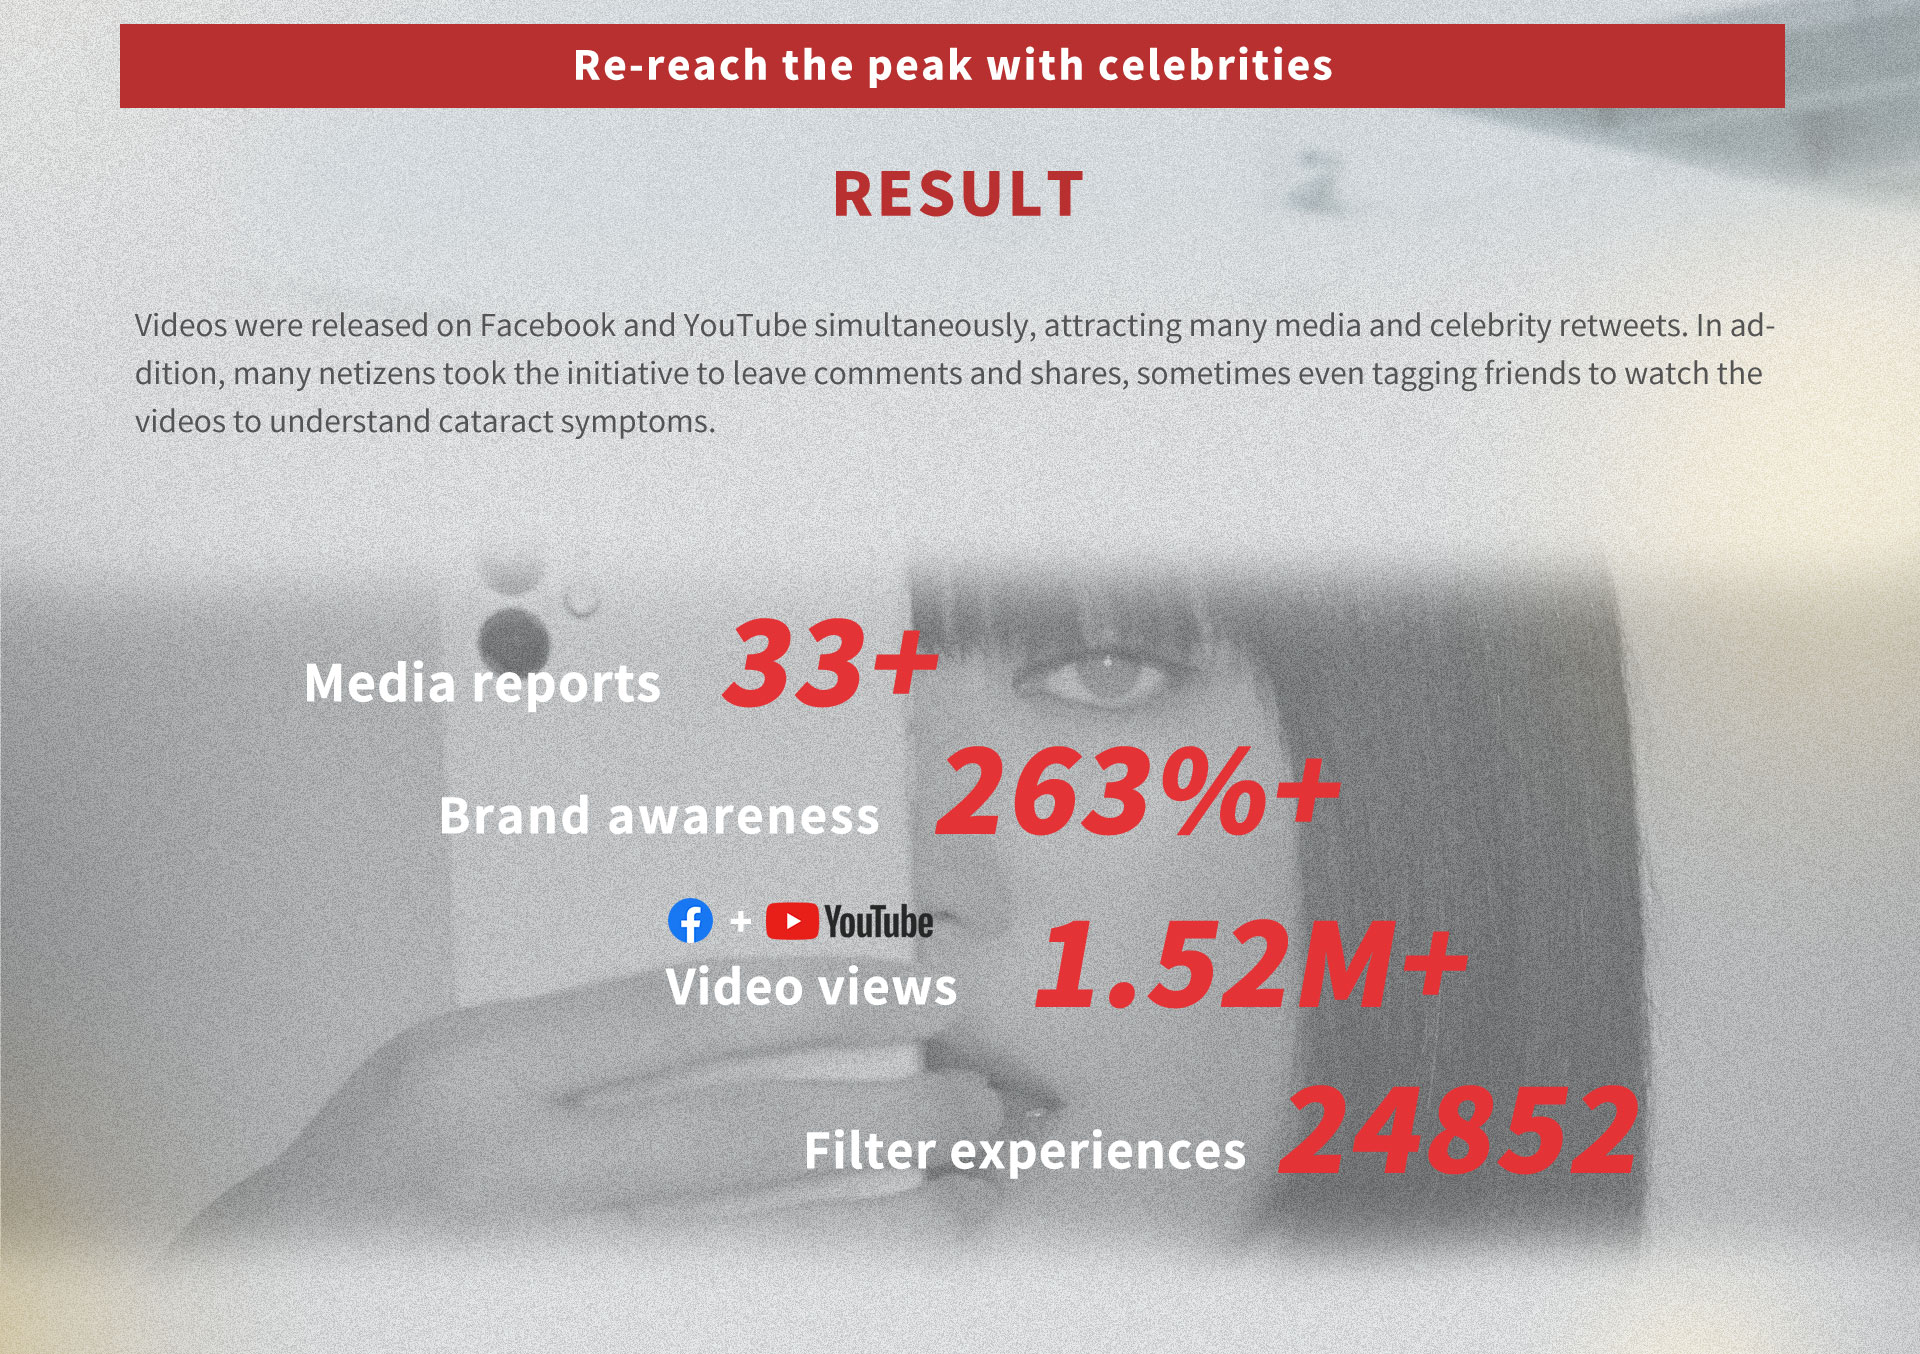 Re-reach the peak with celebrities
RESULT
Videos were released on Facebook and YouTube simultaneously, attracting many media and celebrity retweets. In ad-
dition, many netizens took the initiative to leave comments and shares, sometimes even tagging friends to watch the
videos to understand cataract symptoms.
Media reports 33+
Brand awareness 263%+
f + YouTube
Video views 1.52M+
Filter experiences 24852